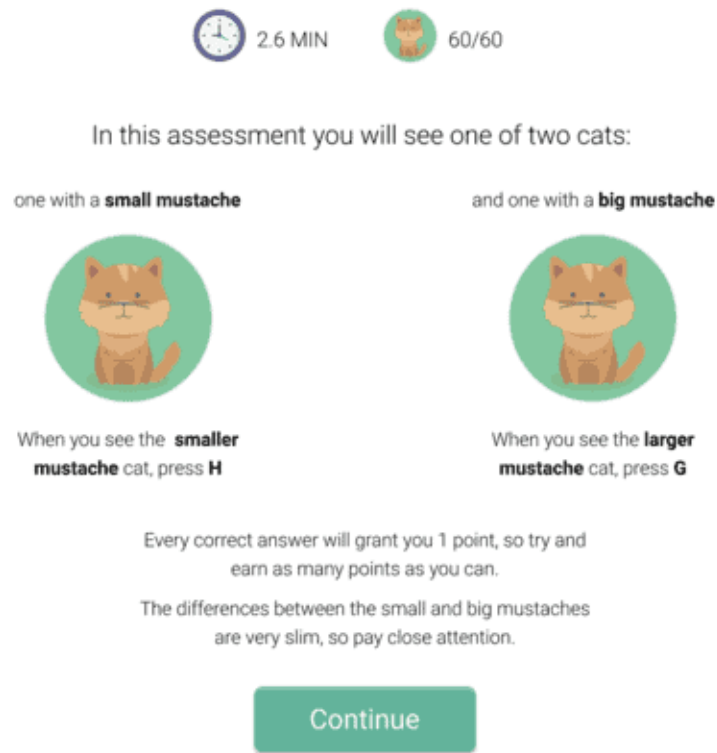 2.6 MIN 60/60
In this assessment you will see one of two cats:
one with a small mustache
and one with a big mustache
When you see the smaller
mustache cat, press H
When you see the larger
mustache cat, press G
Every correct answer will grant you 1 point, so try and
earn as many points as you can.
The differences between the small and big mustaches
are very slim, so pay close attention.
Continue